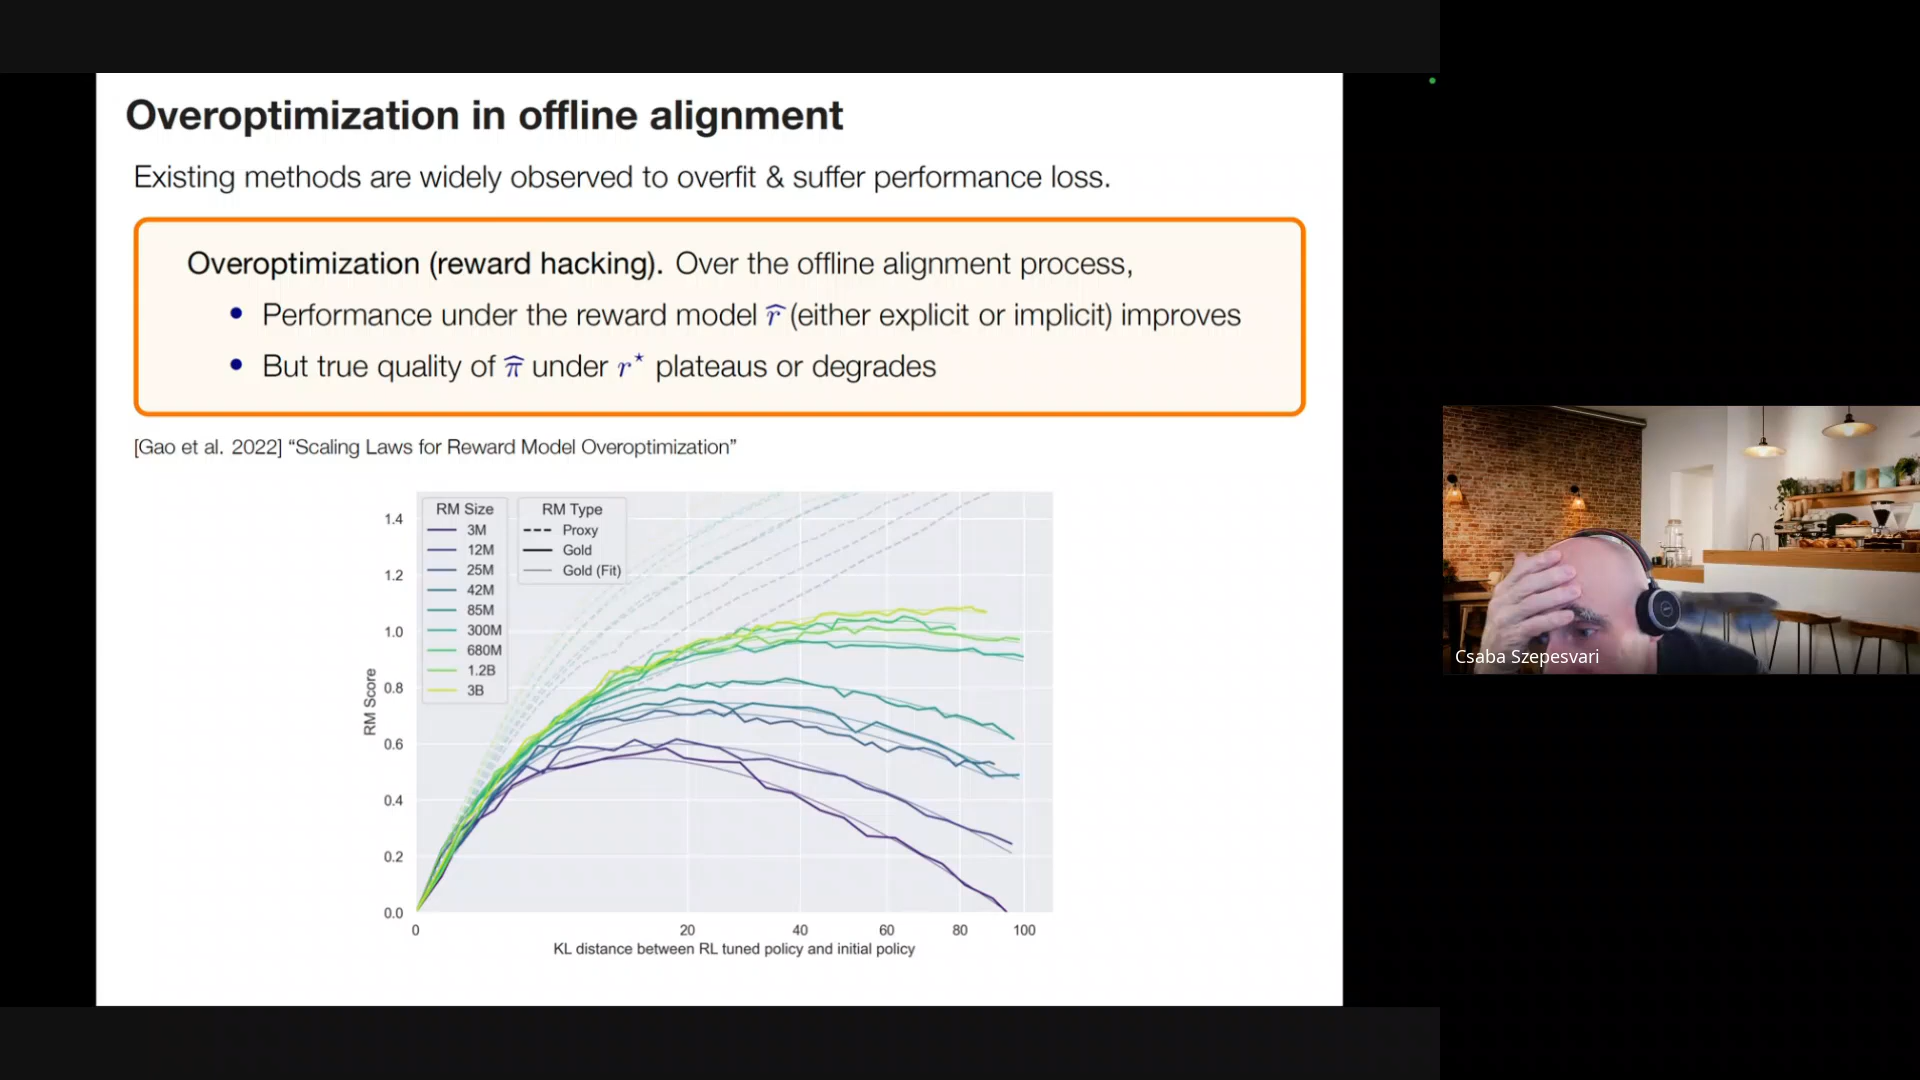 Overoptimization in offline alignment
Existing methods are widely observed to overfit & suffer performance loss.
Overoptimization (reward hacking). Over the offline alignment process,
• Performance under the reward model r̂ (either explicit or implicit) improves
• But true quality of π̂ under r* plateaus or degrades
[Gao et al. 2022] “Scaling Laws for Reward Model Overoptimization”
RM Size
3M
12M
25M
42M
85M
300M
680M
1.2B
3B
RM Type
Proxy
Gold
Gold (Fit)
RM Score
1.4
1.2
1.0
0.8
0.6
0.4
0.2
0.0
0 20 40 60 80 100
KL distance between RL tuned policy and initial policy
Csaba Szepesvari